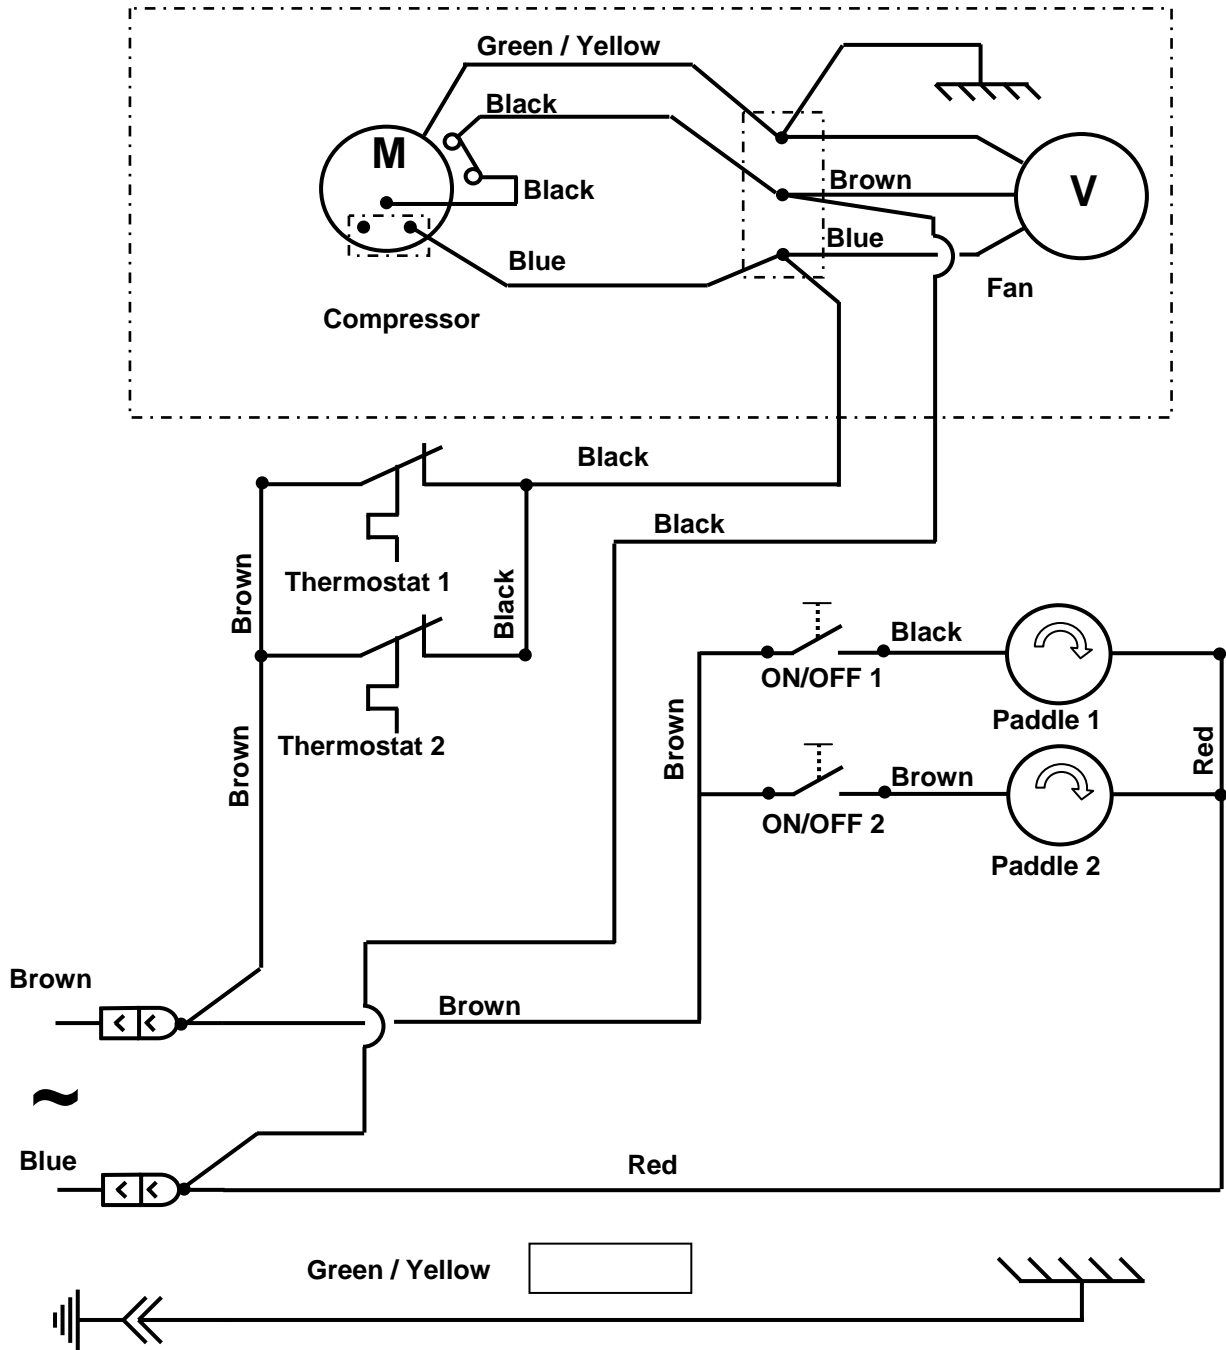 Green / Yellow
Black
M
Black
Brown
V
Blue
Blue
Fan
Compressor
Black
Black
Brown
Thermostat 1
Black
Black
ON/OFF 1
Paddle 1
Brown
Thermostat 2
Brown
Red
Brown
ON/OFF 2
Paddle 2
Brown
Brown
~
Blue
Red
Green / Yellow